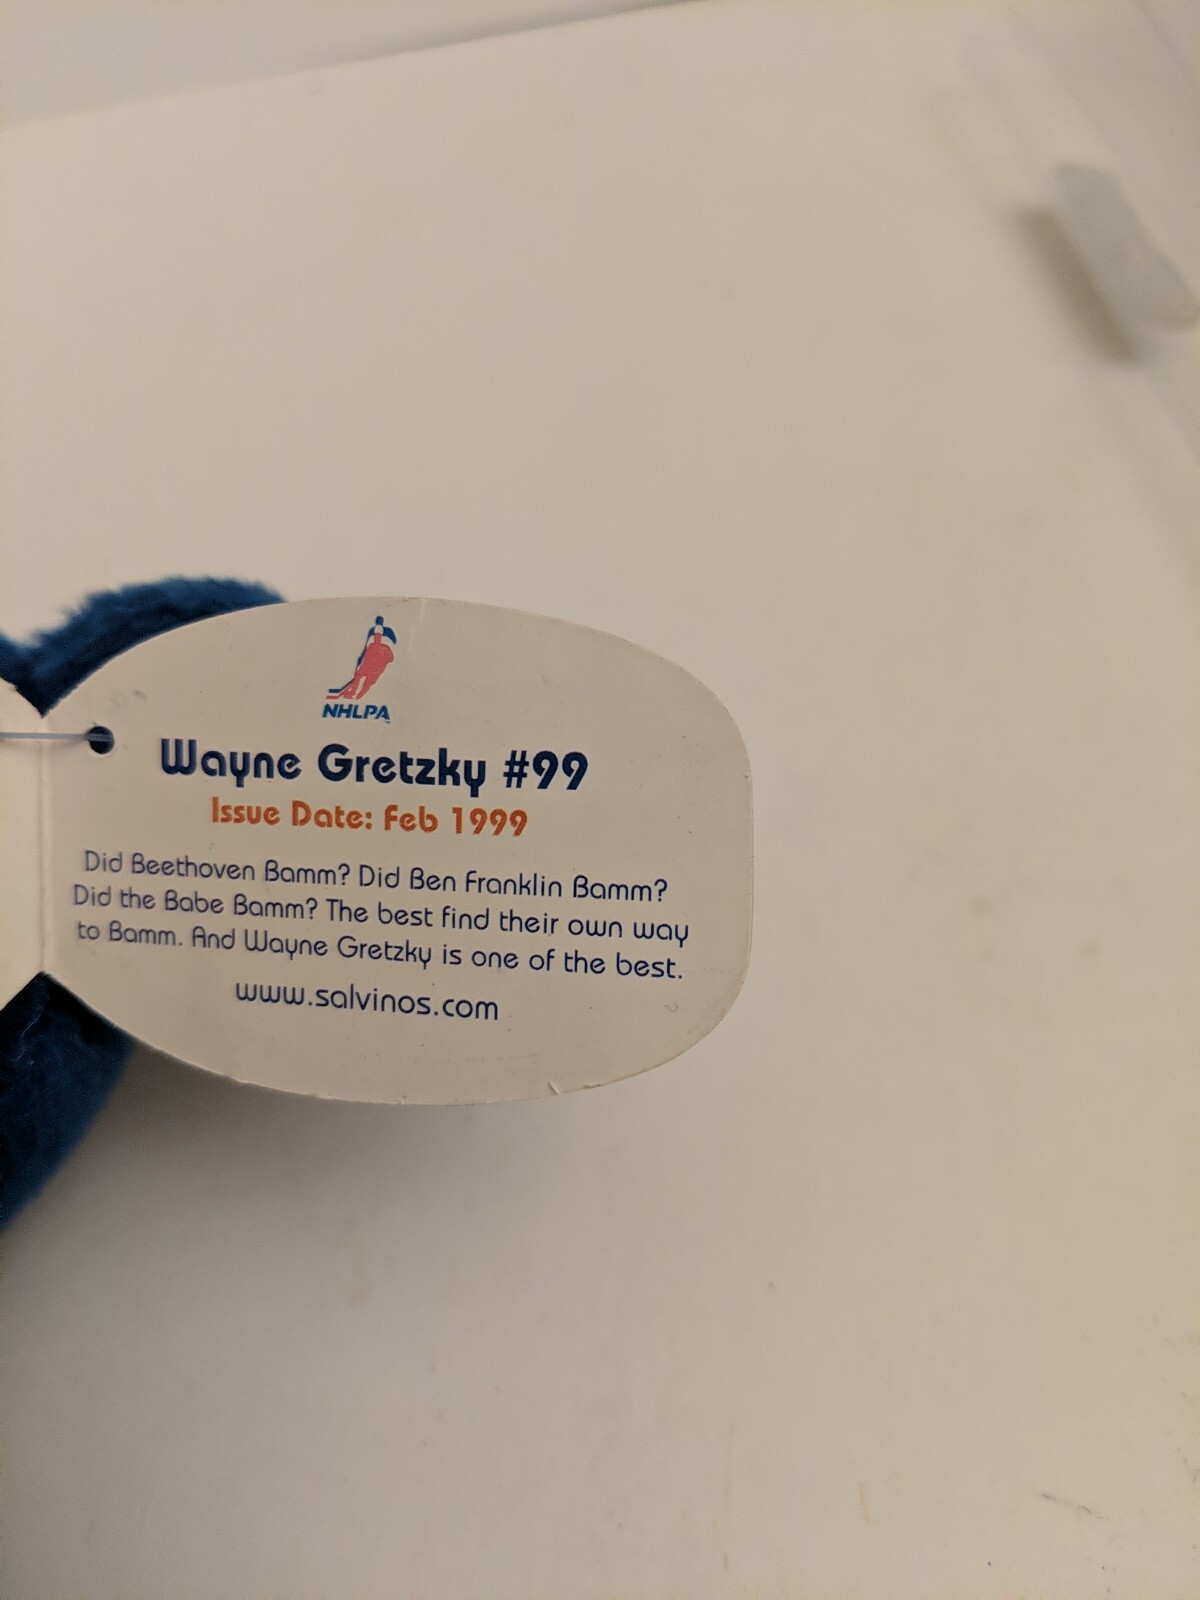 NHLPA
Wayne Gretzky #99
Issue Date: Feb 1999
Did Beethoven Bamm? Did Ben Franklin Bamm?
Did the Babe Bamm? The best find their own way
to Bamm. And Wayne Gretzky is one of the best.
www.salvinos.com